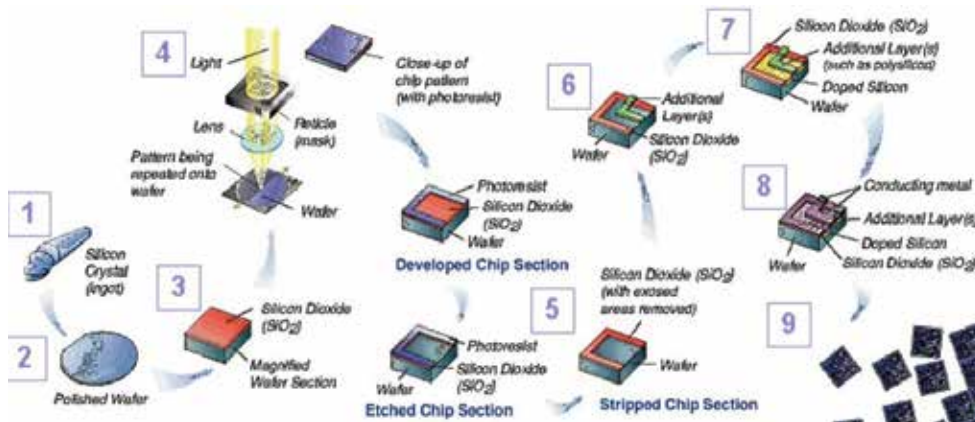 1
Silicon
Crystal
(ingot)
2
Polished Wafer
3
Silicon Dioxide
(SiO2)
Magnified
Wafer Section
4
Light
Reticle
(mask)
Lens
Pattern being
repeated onto
wafer
Wafer
Close-up of
chip pattern
(with photoresist)
Photoresist
Silicon Dioxide
(SiO2)
Wafer
Developed Chip Section
Photoresist
Silicon Dioxide
(SiO2)
Wafer
Etched Chip Section
5
Silicon Dioxide (SiO2)
(with exposed
areas removed)
Wafer
Stripped Chip Section
6
Additional
Layer(s)
Silicon Dioxide
(SiO2)
Wafer
7
Silicon Dioxide (SiO2)
Additional Layer(s)
(such as polysilicon)
Doped Silicon
Wafer
8
Conducting metal
Additional Layer(s)
Doped Silicon
Silicon Dioxide (SiO2)
Wafer
9